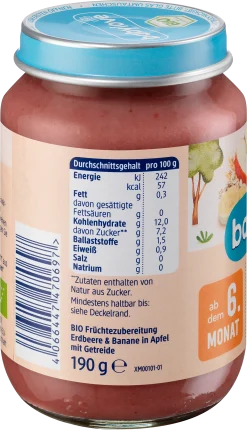 Durchschnittsgehalt pro 100 g
Energie kJ 242
kcal 57
Fett g 0,3
davon gesättigte
Fettsäuren g 0
Kohlenhydrate g 12,0
davon Zucker** g 7,2
Ballaststoffe g 1,5
Eiweiß g 0,9
Salz g 0
Natrium g 0
**Zutaten enthalten von
Natur aus Zucker.
Mindestens haltbar bis:
siehe Deckelrand.
BIO Früchtezubereitung
Erdbeere & Banane in Apfel
mit Getreide
190 g e XM00101-01
4066447147069
ba
ab
dem 6.
MONAT